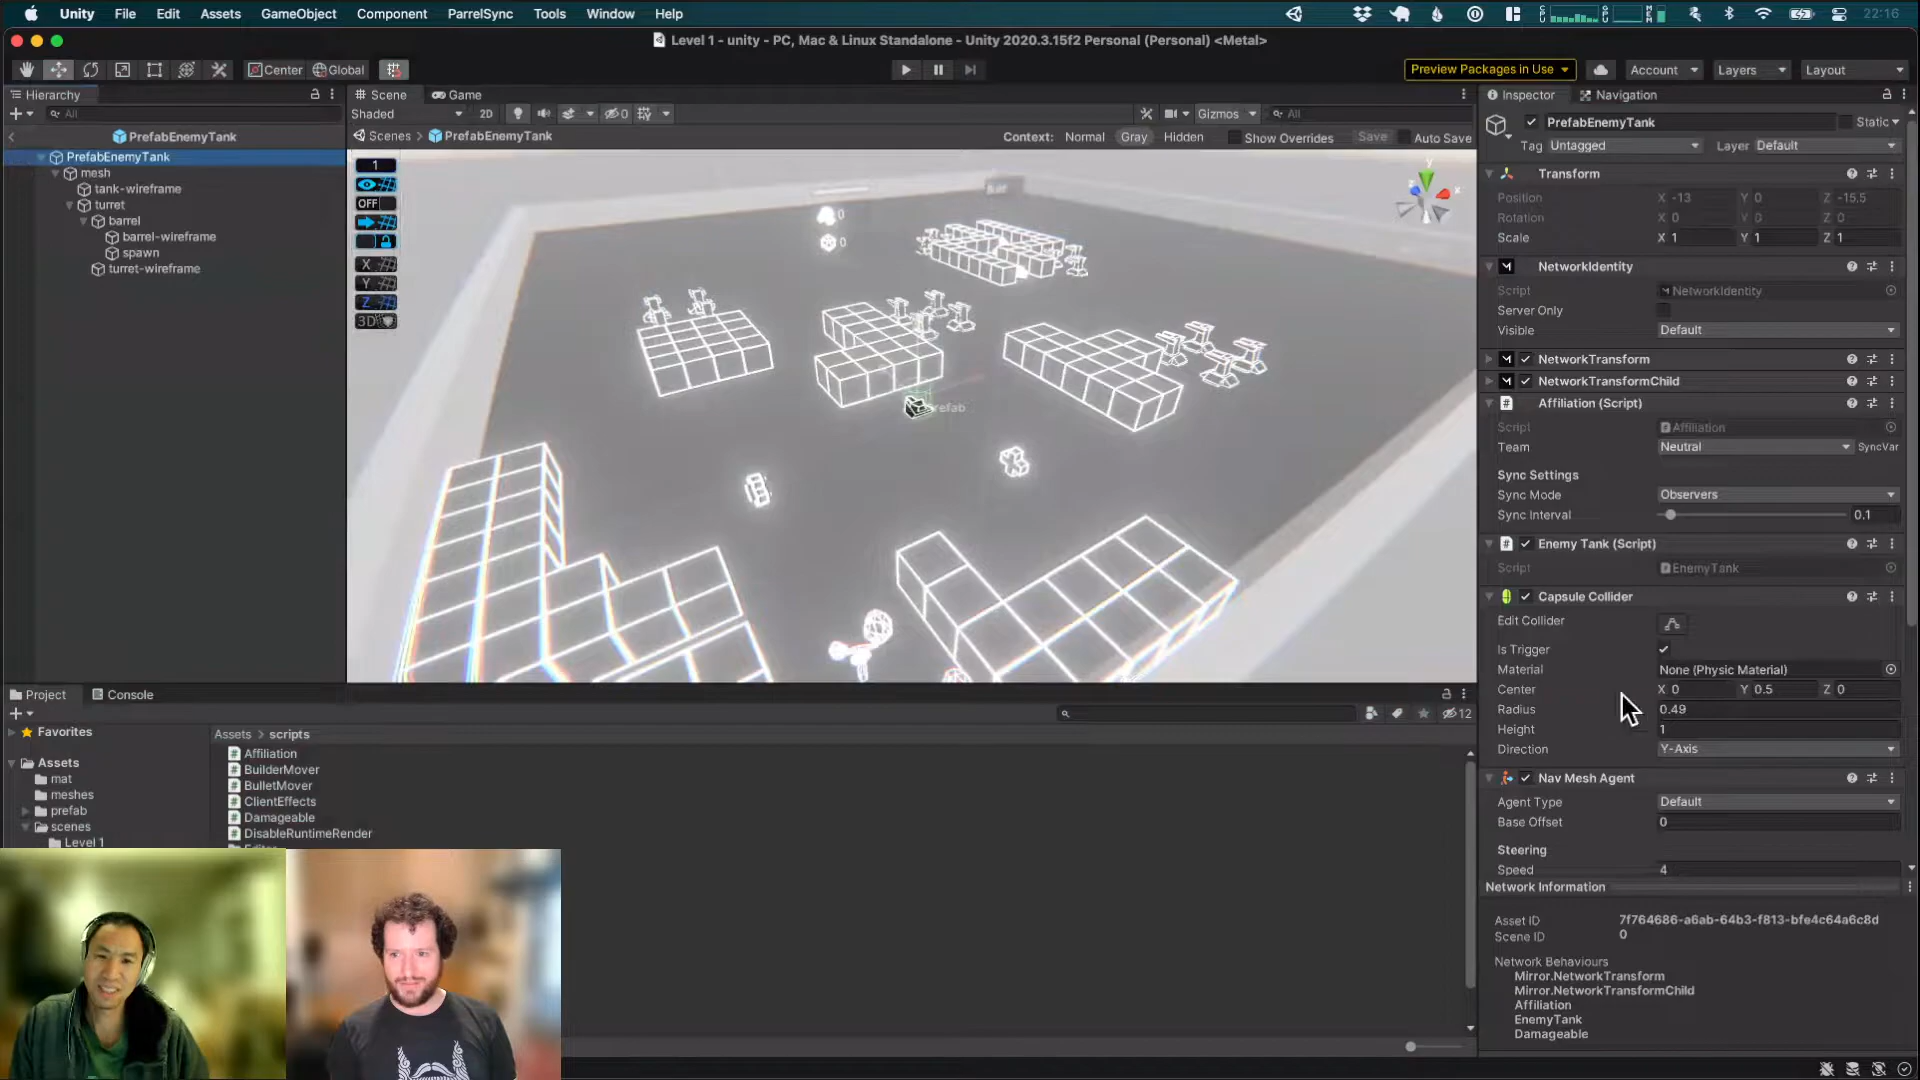 Unity File Edit Assets GameObject Component ParrelSync Tools Window Help 22:16
Level 1 - unity - PC, Mac & Linux Standalone - Unity 2020.3.15f2 Personal (Personal) <Metal>
Center Global Preview Packages in Use Account Layers Layout
Hierarchy
All
PrefabEnemyTank
PrefabEnemyTank
mesh
tank-wireframe
turret
barrel
barrel-wireframe
spawn
turret-wireframe
Scene Game
Shaded 2D 0 Gizmos All
Scenes PrefabEnemyTank Context: Normal Gray Hidden Show Overrides Save Auto Save
1
OFF
X
Y
Z
3D
0
0
y
x
Project Console
12
Favorites
Assets
mat
meshes
prefab
scenes
Level 1
Assets > scripts
Affiliation
BuilderMover
BulletMover
ClientEffects
Damageable
DisableRuntimeRender
Inspector Navigation
PrefabEnemyTank Static
Tag Untagged Layer Default
Transform
Position X -13 Y 0 Z -15.5
Rotation X 0 Y 0 Z 0
Scale X 1 Y 1 Z 1
NetworkIdentity
Script NetworkIdentity
Server Only
Visible Default
NetworkTransform
NetworkTransformChild
Affiliation (Script)
Script Affiliation
Team Neutral SyncVar
Sync Settings
Sync Mode Observers
Sync Interval 0.1
Enemy Tank (Script)
Script EnemyTank
Capsule Collider
Edit Collider
Is Trigger
Material None (Physic Material)
Center X 0 Y 0.5 Z 0
Radius 0.49
Height 1
Direction Y-Axis
Nav Mesh Agent
Agent Type Default
Base Offset 0
Steering
Speed 4
Network Information
Asset ID 7f764686-a6ab-64b3-f813-bfe4c64a6c8d
Scene ID 0
Network Behaviours
Mirror.NetworkTransform
Mirror.NetworkTransformChild
Affiliation
EnemyTank
Damageable